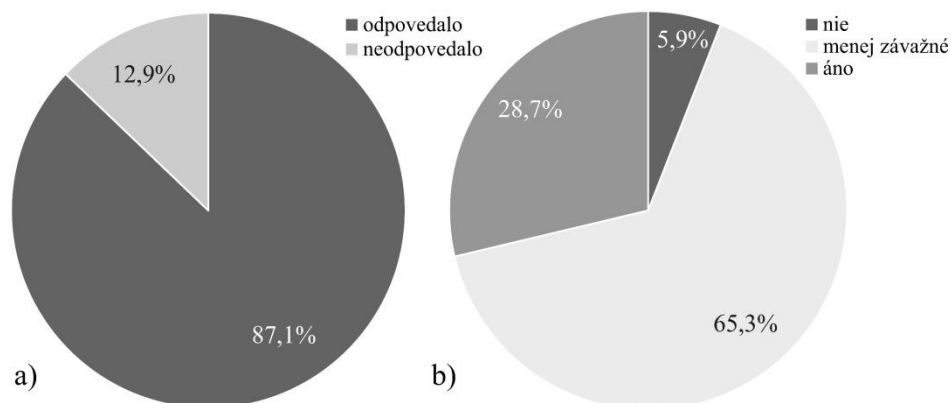 odpovedalo
neodpovedalo
12,9%
87,1%
a)
nie
menej závažné
áno
5,9%
28,7%
65,3%
b)